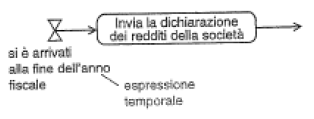 Invia la dichiarazione
dei redditi della società
si è arrivati
alla fine dell'anno
fiscale
espressione
temporale